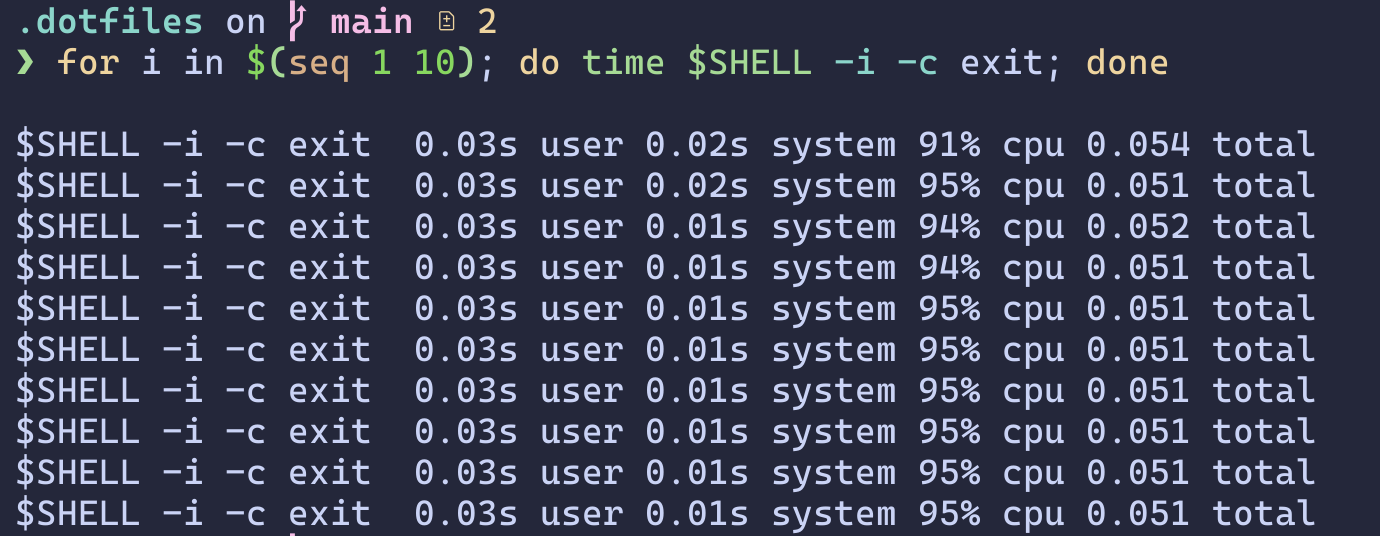 .dotfiles on main 2
❯ for i in $(seq 1 10); do time $SHELL -i -c exit; done
$SHELL -i -c exit  0.03s user 0.02s system 91% cpu 0.054 total
$SHELL -i -c exit  0.03s user 0.02s system 95% cpu 0.051 total
$SHELL -i -c exit  0.03s user 0.01s system 94% cpu 0.052 total
$SHELL -i -c exit  0.03s user 0.01s system 94% cpu 0.051 total
$SHELL -i -c exit  0.03s user 0.01s system 95% cpu 0.051 total
$SHELL -i -c exit  0.03s user 0.01s system 95% cpu 0.051 total
$SHELL -i -c exit  0.03s user 0.01s system 95% cpu 0.051 total
$SHELL -i -c exit  0.03s user 0.01s system 95% cpu 0.051 total
$SHELL -i -c exit  0.03s user 0.01s system 95% cpu 0.051 total
$SHELL -i -c exit  0.03s user 0.01s system 95% cpu 0.051 total